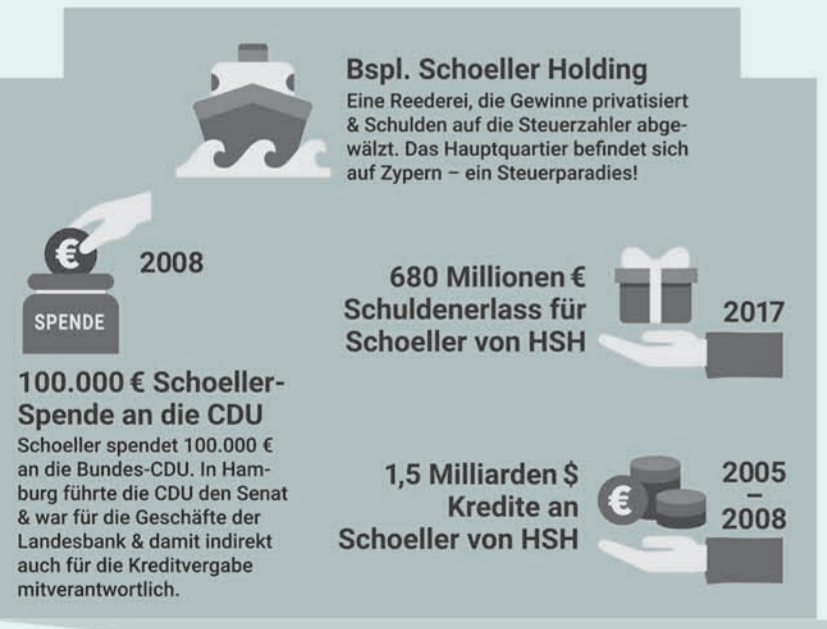 Bspl. Schoeller Holding
Eine Reederei, die Gewinne privatisiert
& Schulden auf die Steuerzahler abge-
wälzt. Das Hauptquartier befindet sich
auf Zypern – ein Steuerparadies!
€
2008
SPENDE
100.000 € Schoeller-
Spende an die CDU
Schoeller spendet 100.000 €
an die Bundes-CDU. In Ham-
burg führte die CDU den Senat
& war für die Geschäfte der
Landesbank & damit indirekt
auch für die Kreditvergabe
mitverantwortlich.
680 Millionen €
Schuldenerlass für
Schoeller von HSH
2017
1,5 Milliarden $
Kredite an
Schoeller von HSH
€
2005
–
2008